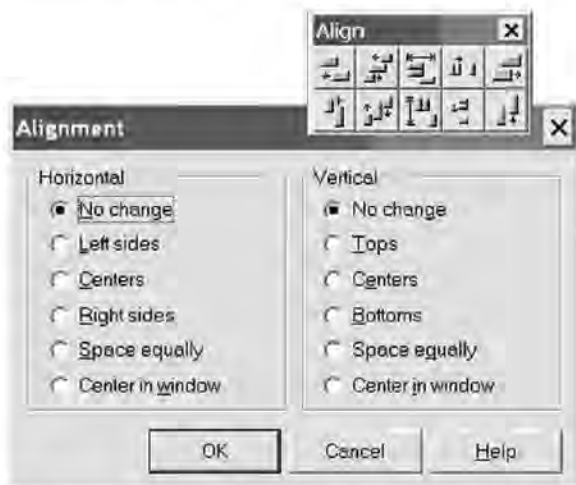 Align
Alignment
Horizontal
No change
Left sides
Centers
Right sides
Space equally
Center in window
Vertical
No change
Tops
Centers
Bottoms
Space equally
Center in window
OK
Cancel
Help